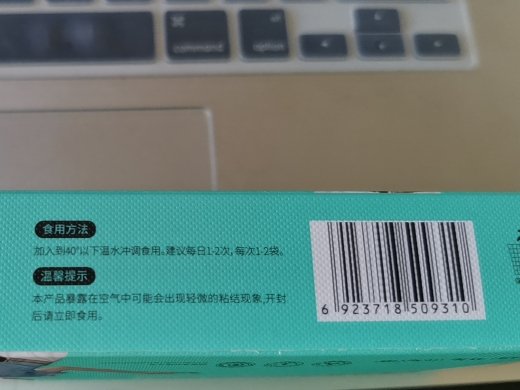 command
option
食用方法
加入到40°以下温水冲调食用。建议每日1-2次，每次1-2袋。
温馨提示
本产品暴露在空气中可能会出现轻微的粘结现象,开封
后请立即食用。
6 923718 509310